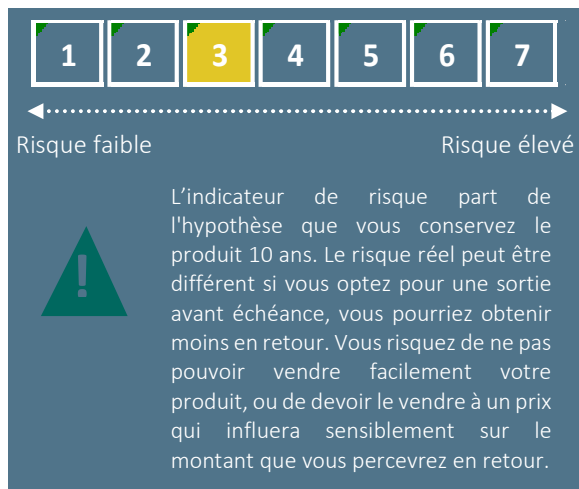 1 2 3 4 5 6 7
Risque faible Risque élevé
L’indicateur de risque part de
l'hypothèse que vous conservez le
produit 10 ans. Le risque réel peut être
différent si vous optez pour une sortie
avant échéance, vous pourriez obtenir
moins en retour. Vous risquez de ne pas
pouvoir vendre facilement votre
produit, ou de devoir le vendre à un prix
qui influera sensiblement sur le
montant que vous percevrez en retour.
!